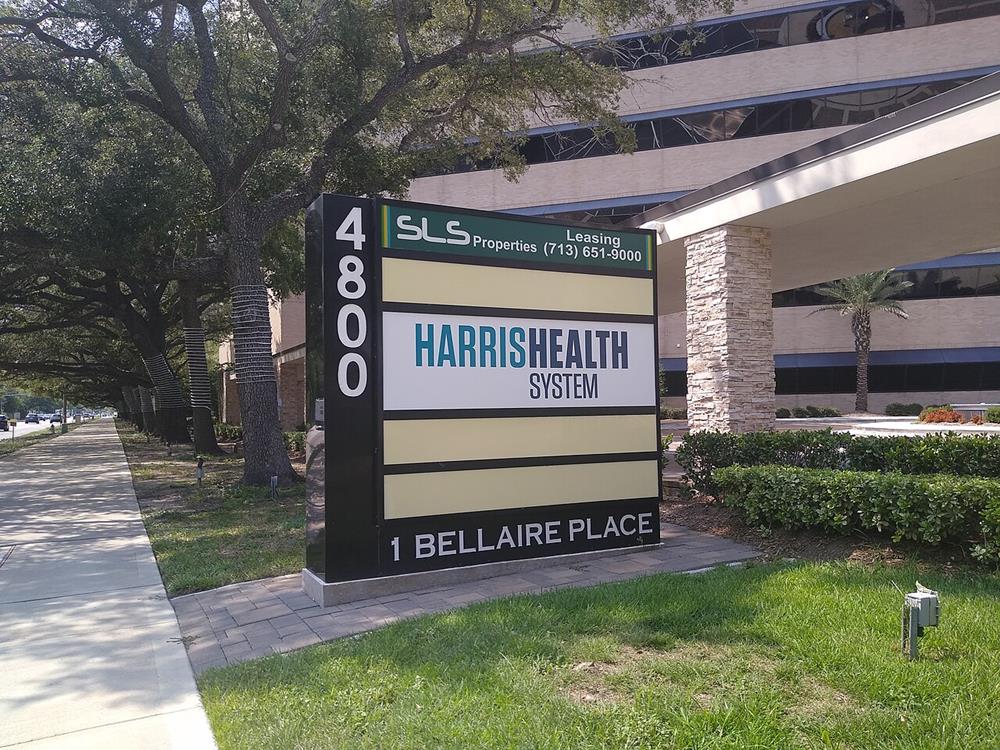 4800
SLS Properties
Leasing
(713) 651-9000
HARRISHEALTH
SYSTEM
1 BELLAIRE PLACE